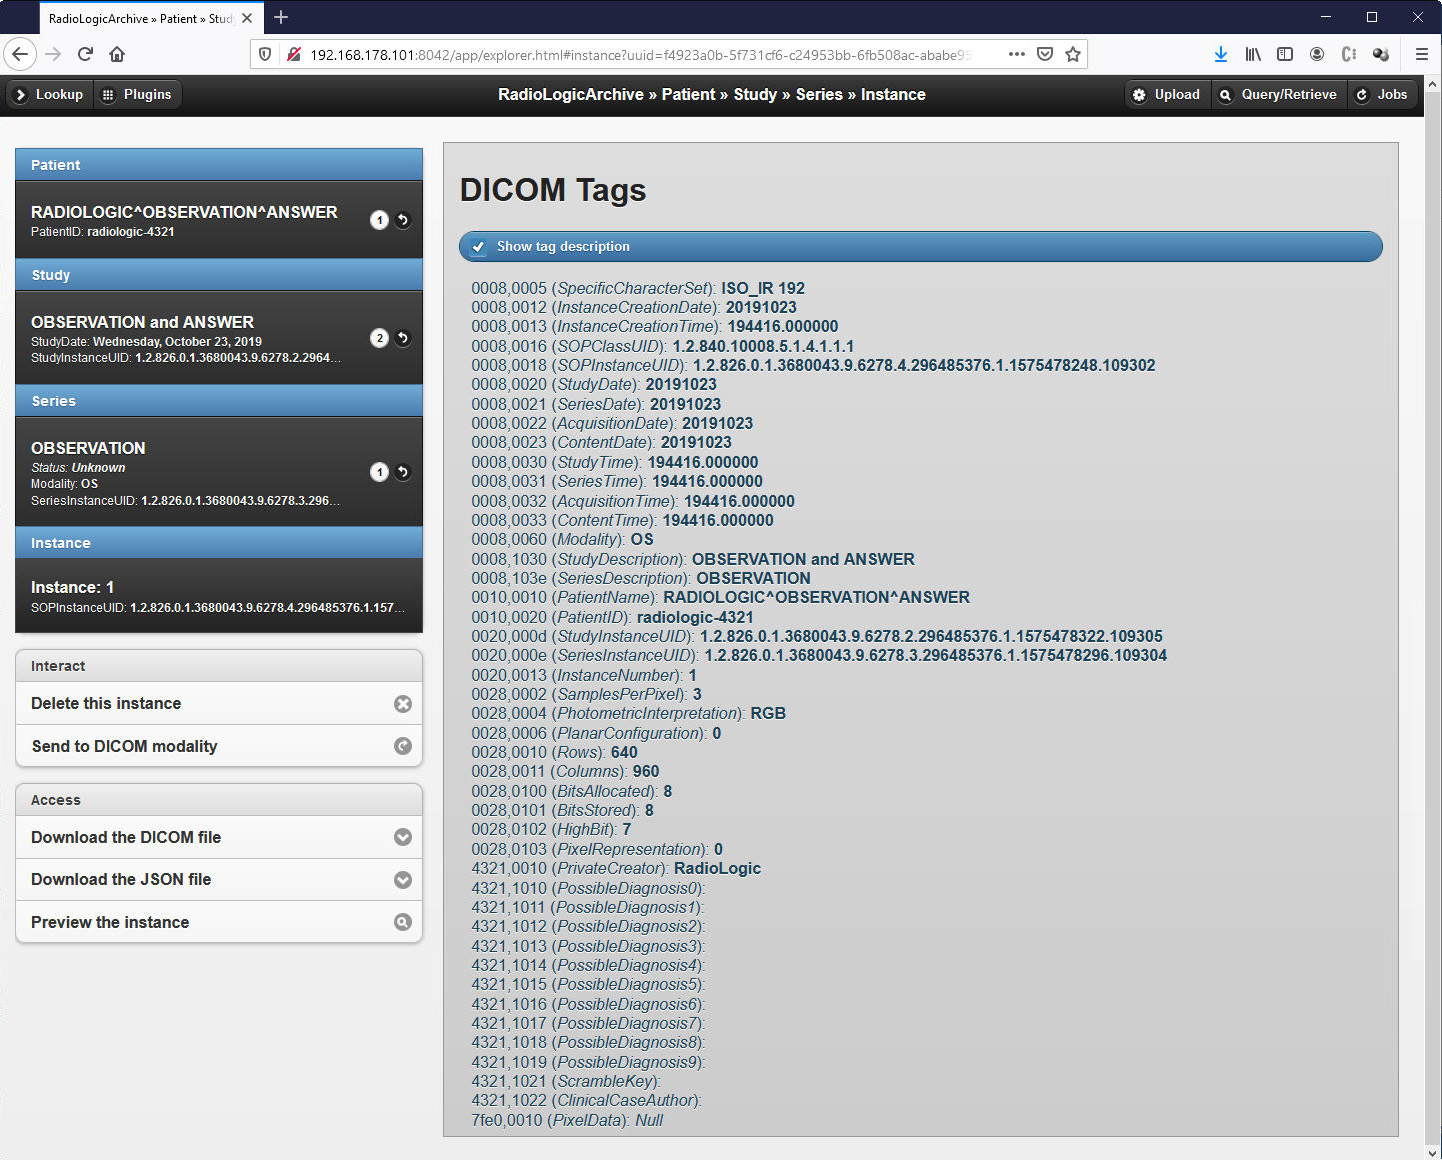 RadioLogicArchive » Patient » Stud
192.168.178.101:8042/app/explorer.html#instance?uuid=f4923a0b-5f731cf6-c24953bb-6fb508ac-ababe95
Lookup
Plugins
RadioLogicArchive » Patient » Study » Series » Instance
Upload
Query/Retrieve
Jobs
Patient
RADIOLOGIC^OBSERVATION^ANSWER
PatientID: radiologic-4321
1
Study
OBSERVATION and ANSWER
StudyDate: Wednesday, October 23, 2019
StudyInstanceUID: 1.2.826.0.1.3680043.9.6278.2.2964...
2
Series
OBSERVATION
Status: Unknown
Modality: OS
SeriesInstanceUID: 1.2.826.0.1.3680043.9.6278.3.296...
1
Instance
Instance: 1
SOPInstanceUID: 1.2.826.0.1.3680043.9.6278.4.296485376.1.157...
Interact
Delete this instance
Send to DICOM modality
Access
Download the DICOM file
Download the JSON file
Preview the instance
DICOM Tags
Show tag description
0008,0005 (SpecificCharacterSet): ISO_IR 192
0008,0012 (InstanceCreationDate): 20191023
0008,0013 (InstanceCreationTime): 194416.000000
0008,0016 (SOPClassUID): 1.2.840.10008.5.1.4.1.1.1
0008,0018 (SOPInstanceUID): 1.2.826.0.1.3680043.9.6278.4.296485376.1.1575478248.109302
0008,0020 (StudyDate): 20191023
0008,0021 (SeriesDate): 20191023
0008,0022 (AcquisitionDate): 20191023
0008,0023 (ContentDate): 20191023
0008,0030 (StudyTime): 194416.000000
0008,0031 (SeriesTime): 194416.000000
0008,0032 (AcquisitionTime): 194416.000000
0008,0033 (ContentTime): 194416.000000
0008,0060 (Modality): OS
0008,1030 (StudyDescription): OBSERVATION and ANSWER
0008,103e (SeriesDescription): OBSERVATION
0010,0010 (PatientName): RADIOLOGIC^OBSERVATION^ANSWER
0010,0020 (PatientID): radiologic-4321
0020,000d (StudyInstanceUID): 1.2.826.0.1.3680043.9.6278.2.296485376.1.1575478322.109305
0020,000e (SeriesInstanceUID): 1.2.826.0.1.3680043.9.6278.3.296485376.1.1575478296.109304
0020,0013 (InstanceNumber): 1
0028,0002 (SamplesPerPixel): 3
0028,0004 (PhotometricInterpretation): RGB
0028,0006 (PlanarConfiguration): 0
0028,0010 (Rows): 640
0028,0011 (Columns): 960
0028,0100 (BitsAllocated): 8
0028,0101 (BitsStored): 8
0028,0102 (HighBit): 7
0028,0103 (PixelRepresentation): 0
4321,0010 (PrivateCreator): RadioLogic
4321,1010 (PossibleDiagnosis0):
4321,1011 (PossibleDiagnosis1):
4321,1012 (PossibleDiagnosis2):
4321,1013 (PossibleDiagnosis3):
4321,1014 (PossibleDiagnosis4):
4321,1015 (PossibleDiagnosis5):
4321,1016 (PossibleDiagnosis6):
4321,1017 (PossibleDiagnosis7):
4321,1018 (PossibleDiagnosis8):
4321,1019 (PossibleDiagnosis9):
4321,1021 (ScrambleKey):
4321,1022 (ClinicalCaseAuthor):
7fe0,0010 (PixelData): Null